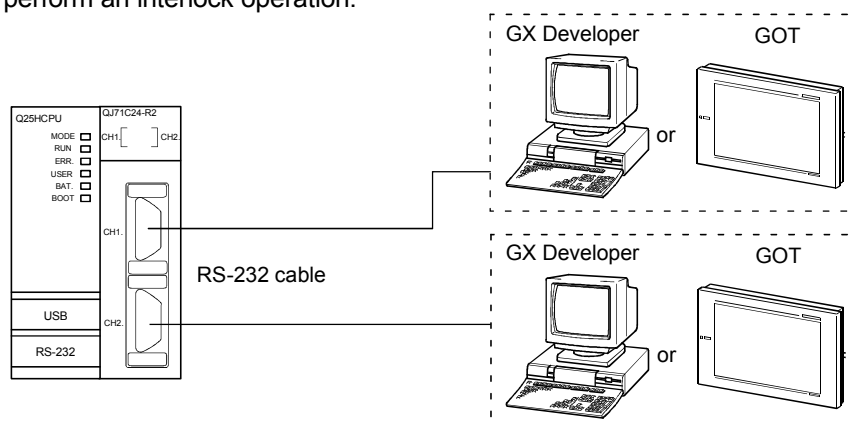 perform an interlock operation.
GX Developer
GOT
or
Q25HCPU
MODE
RUN
ERR.
USER
BAT.
BOOT
USB
RS-232
QJ71C24-R2
CH1.
CH2.
CH1.
CH2.
RS-232 cable
GX Developer
GOT
or